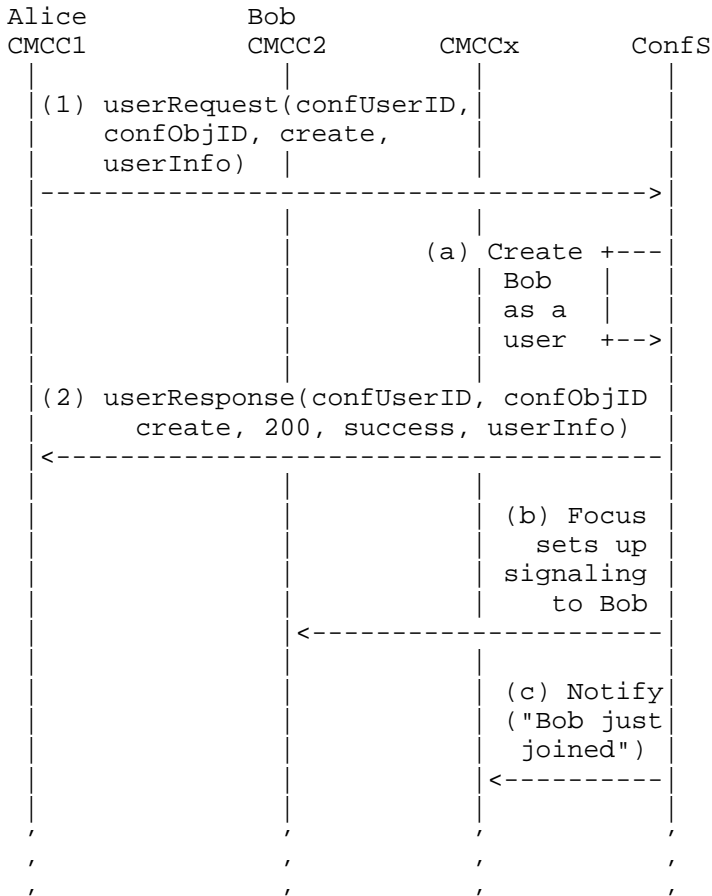 Alice Bob
CMCC1 CMCC2 CMCCx ConfS
(1) userRequest(confUserID,
confObjID, create,
userInfo)
(a) Create
Bob
as a
user
(2) userResponse(confUserID, confObjID
create, 200, success, userInfo)
(b) Focus
sets up
signaling
to Bob
(c) Notify
("Bob just
joined")